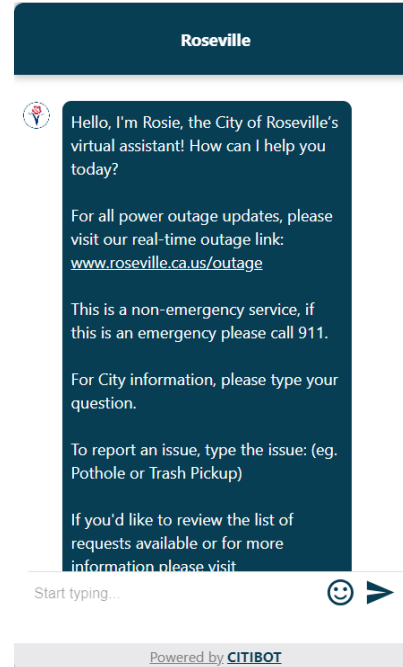 Roseville
Hello, I'm Rosie, the City of Roseville's
virtual assistant! How can I help you
today?
For all power outage updates, please
visit our real-time outage link:
www.roseville.ca.us/outage
This is a non-emergency service, if
this is an emergency please call 911.
For City information, please type your
question.
To report an issue, type the issue: (eg.
Pothole or Trash Pickup)
If you'd like to review the list of
requests available or for more
information please visit
Start typing...
Powered by CITIBOT